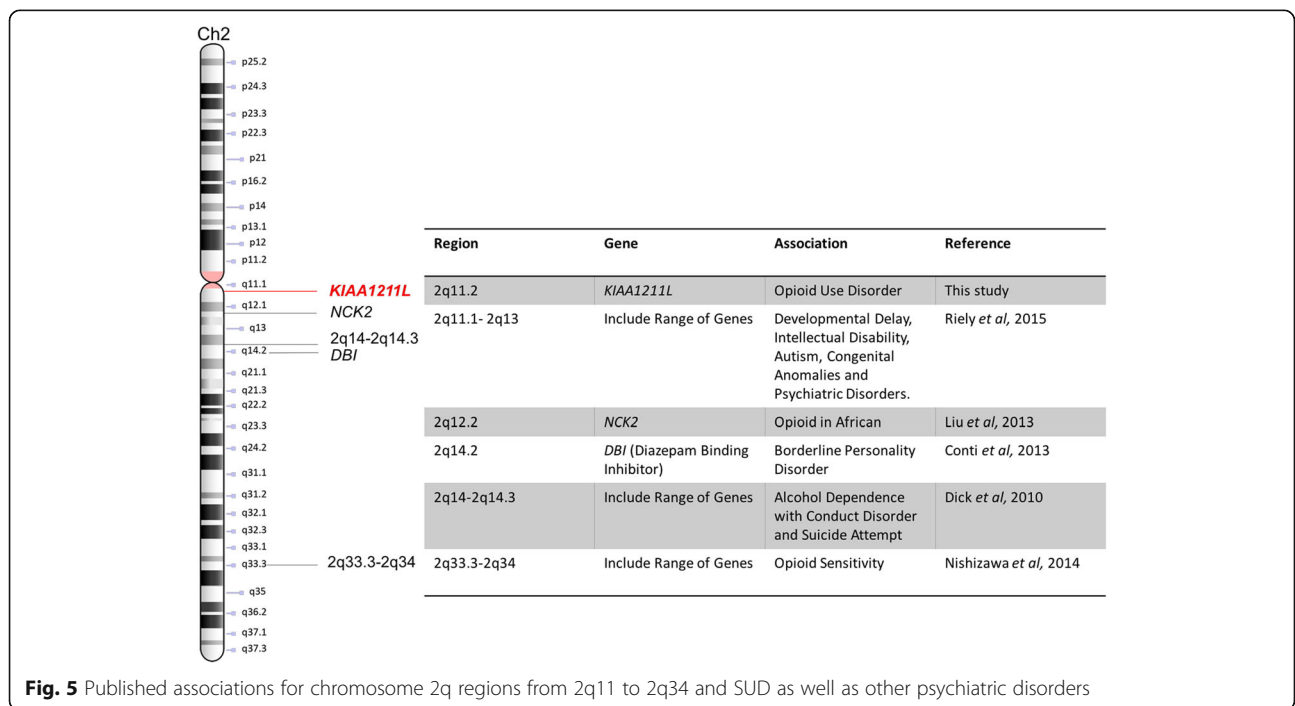 Ch2
p25.2
p24.3
p23.3
p22.3
p21
p16.2
p14
p13.1
p12
p11.2
q11.1
q12.1
q13
q14.2
q21.1
q21.3
q22.2
q23.3
q24.2
q31.1
q31.2
q32.1
q32.3
q33.1
q33.3
q35
q36.2
q37.1
q37.3
KIAA1211L
NCK2
2q14-2q14.3
DBI
2q33.3-2q34
Region Gene Association Reference
2q11.2 KIAA1211L Opioid Use Disorder This study
2q11.1- 2q13 Include Range of Genes Developmental Delay, Riely et al, 2015
Intellectual Disability,
Autism, Congenital
Anomalies and
Psychiatric Disorders.
2q12.2 NCK2 Opioid in African Liu et al, 2013
2q14.2 DBI (Diazepam Binding Borderline Personality Conti et al, 2013
Inhibitor) Disorder
2q14-2q14.3 Include Range of Genes Alcohol Dependence Dick et al, 2010
with Conduct Disorder
and Suicide Attempt
2q33.3-2q34 Include Range of Genes Opioid Sensitivity Nishizawa et al, 2014
Fig. 5 Published associations for chromosome 2q regions from 2q11 to 2q34 and SUD as well as other psychiatric disorders